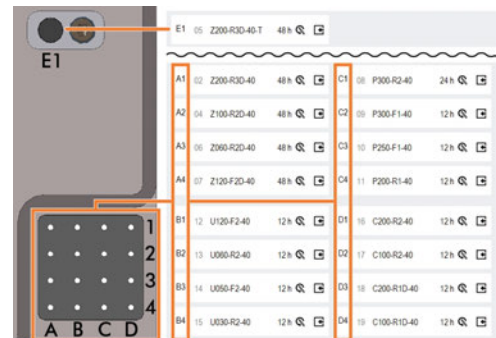 E1
E1 05 Z200-R3D-40-T 48 h
A1 02 Z200-R3D-40 48 h
C1 08 P300-R2-40 24 h
A2 04 Z100-R2D-40 48 h
C2 09 P300-F1-40 12 h
A3 06 Z060-R2D-40 48 h
C3 10 P250-F1-40 12 h
A4 07 Z120-F2D-40 48 h
C4 11 P200-R1-40 12 h
B1 12 U120-F2-40 12 h
D1 16 C200-R2-40 12 h
B2 13 U060-R2-40 12 h
D2 17 C100-R2-40 12 h
B3 14 U050-F2-40 12 h
D3 18 C200-R1D-40 12 h
B4 15 U030-R2-40 12 h
D4 19 C100-R1D-40 12 h
1
2
3
4
A B C D